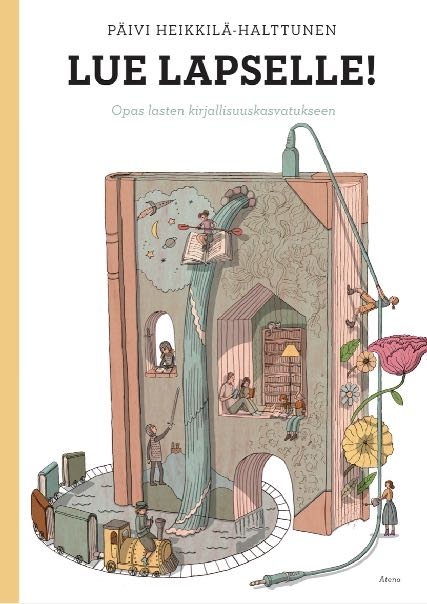 PÄIVI HEIKKILÄ-HALTTUNEN
LUE LAPSELLE!
Opas lasten kirjallisuuskasvatukseen
Atena